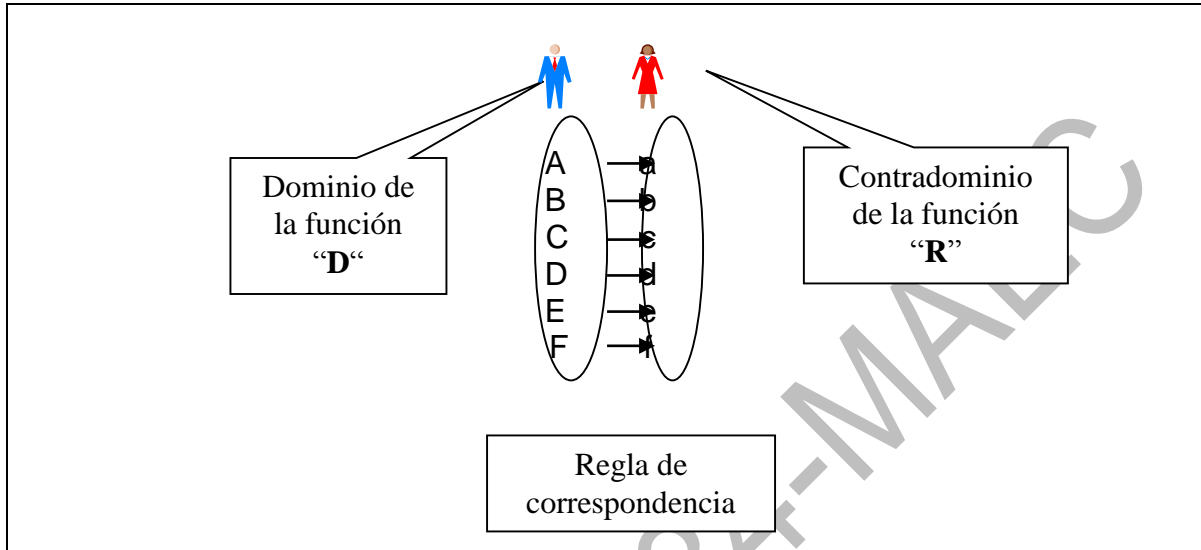 Dominio de
la función
“D“
Contradominio
de la función
“R”
A a
B b
C c
D d
E e
F f
Regla de
correspondencia